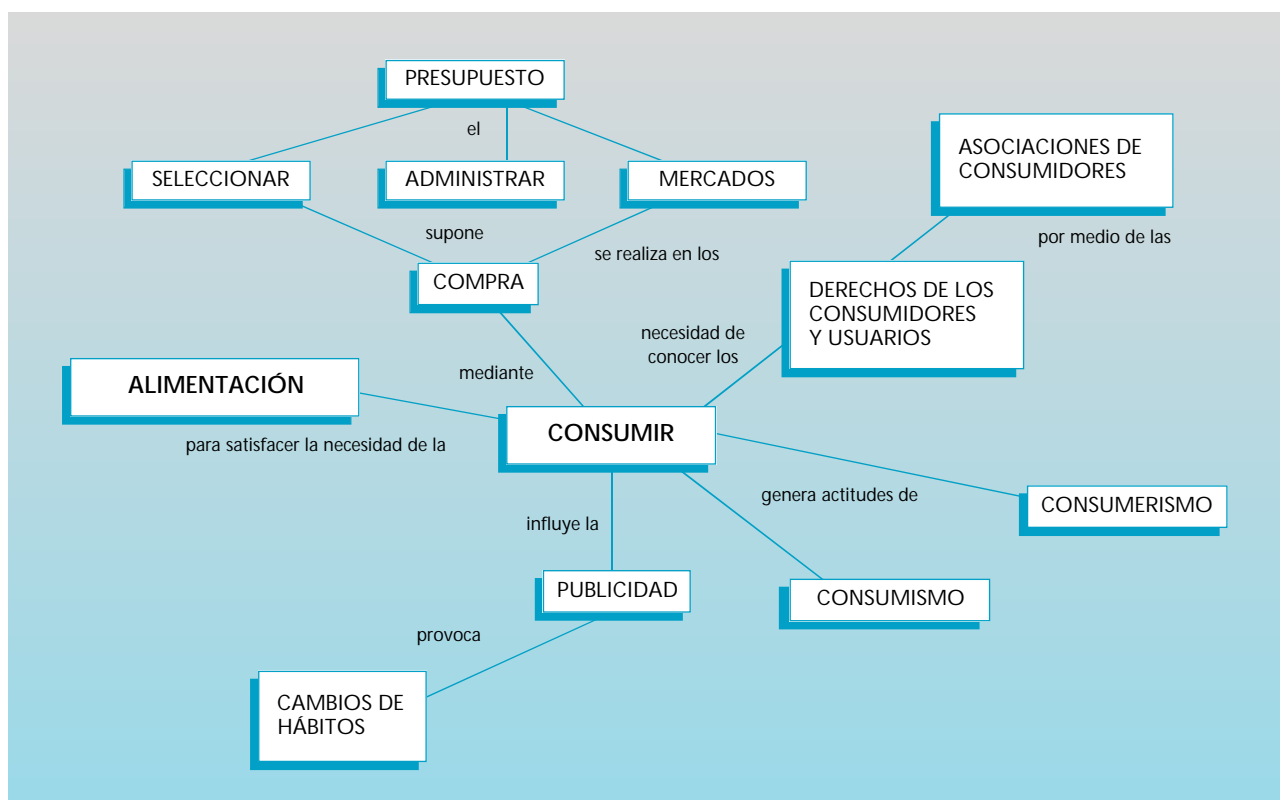 PRESUPUESTO
el
ASOCIACIONES DE
CONSUMIDORES
SELECCIONAR
ADMINISTRAR
MERCADOS
supone
por medio de las
se realiza en los
COMPRA
DERECHOS DE LOS
CONSUMIDORES
Y USUARIOS
necesidad de
conocer los
mediante
ALIMENTACIÓN
CONSUMIR
para satisfacer la necesidad de la
genera actitudes de
CONSUMERISMO
influye la
PUBLICIDAD
CONSUMISMO
provoca
CAMBIOS DE
HÁBITOS